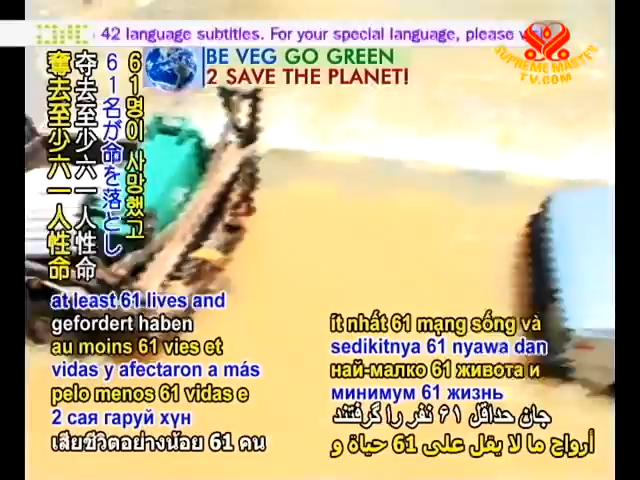 42 language subtitles. For your special language, please
SUPREME MASTER
TV.COM
BE VEG GO GREEN
2 SAVE THE PLANET!
奪去至少六一人性命
夺去至少六一人性命
61名が命を落とし
61명이 사망했고
at least 61 lives and
gefordert haben
au moins 61 vies et
vidas y afectaron a más
pelo menos 61 vidas e
2 сая гаруй хүн
เสียชีวิตอย่างน้อย 61 คน
ít nhất 61 mạng sống và
sedikitnya 61 nyawa dan
най-малко 61 живота и
минимум 61 жизнь
جان حداقل ۶۱ نفر را گرفتند
أرواح ما لا يقل على 61 حياة و